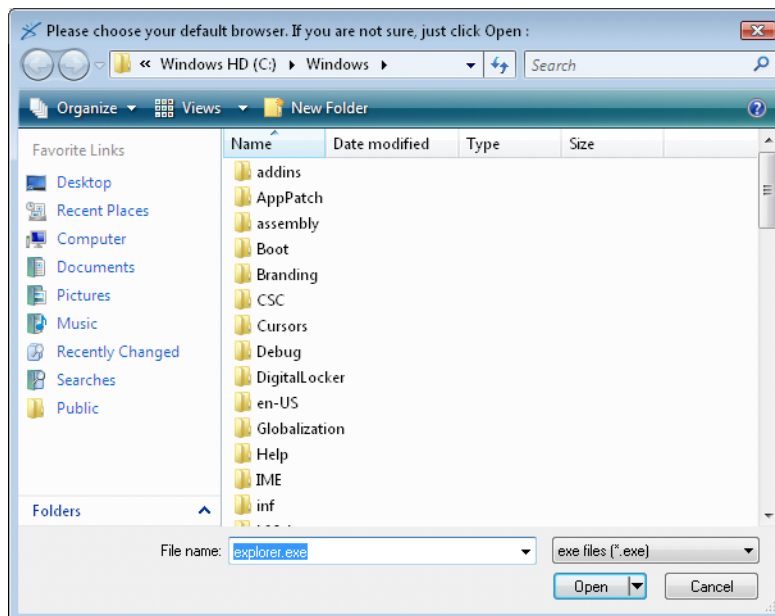 Please choose your default browser. If you are not sure, just click Open :
« Windows HD (C:) Windows Search
Organize Views New Folder
Favorite Links
Desktop
Recent Places
Computer
Documents
Pictures
Music
Recently Changed
Searches
Public
Folders
Name Date modified Type Size
addins
AppPatch
assembly
Boot
Branding
CSC
Cursors
Debug
DigitalLocker
en-US
Globalization
Help
IME
inf
File name: explorer.exe exe files (*.exe)
Open Cancel